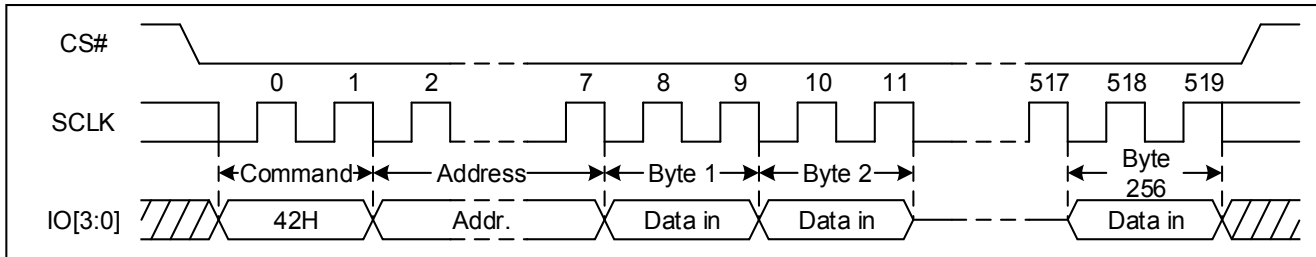 CS#
0 1 2 7 8 9 10 11 517 518 519
SCLK
Command Address Byte 1 Byte 2 Byte
256
IO[3:0] 42H Addr. Data in Data in Data in